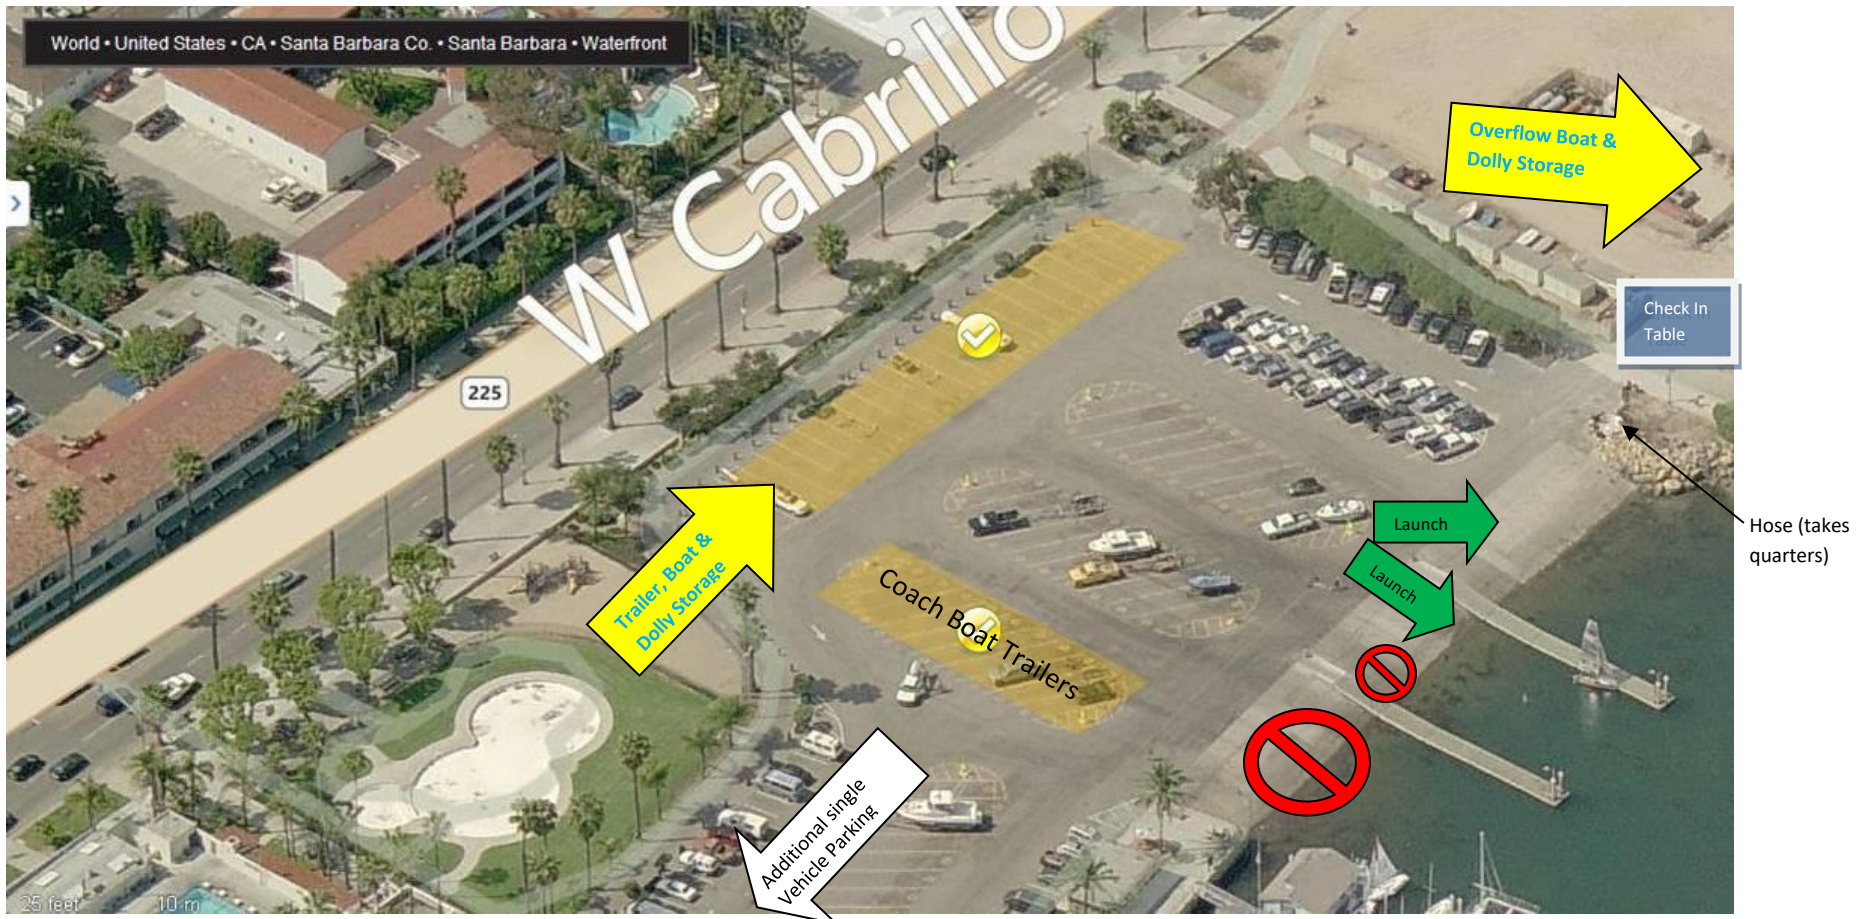 World • United States • CA • Santa Barbara Co. • Santa Barbara • Waterfront
W Cabrillo
Overflow Boat &
Dolly Storage
Check In
Table
225
Hose (takes
quarters)
Launch
Launch
Trailer, Boat &
Dolly Storage
Coach Boat Trailers
Additional single
Vehicle Parking
25 feet
10 m